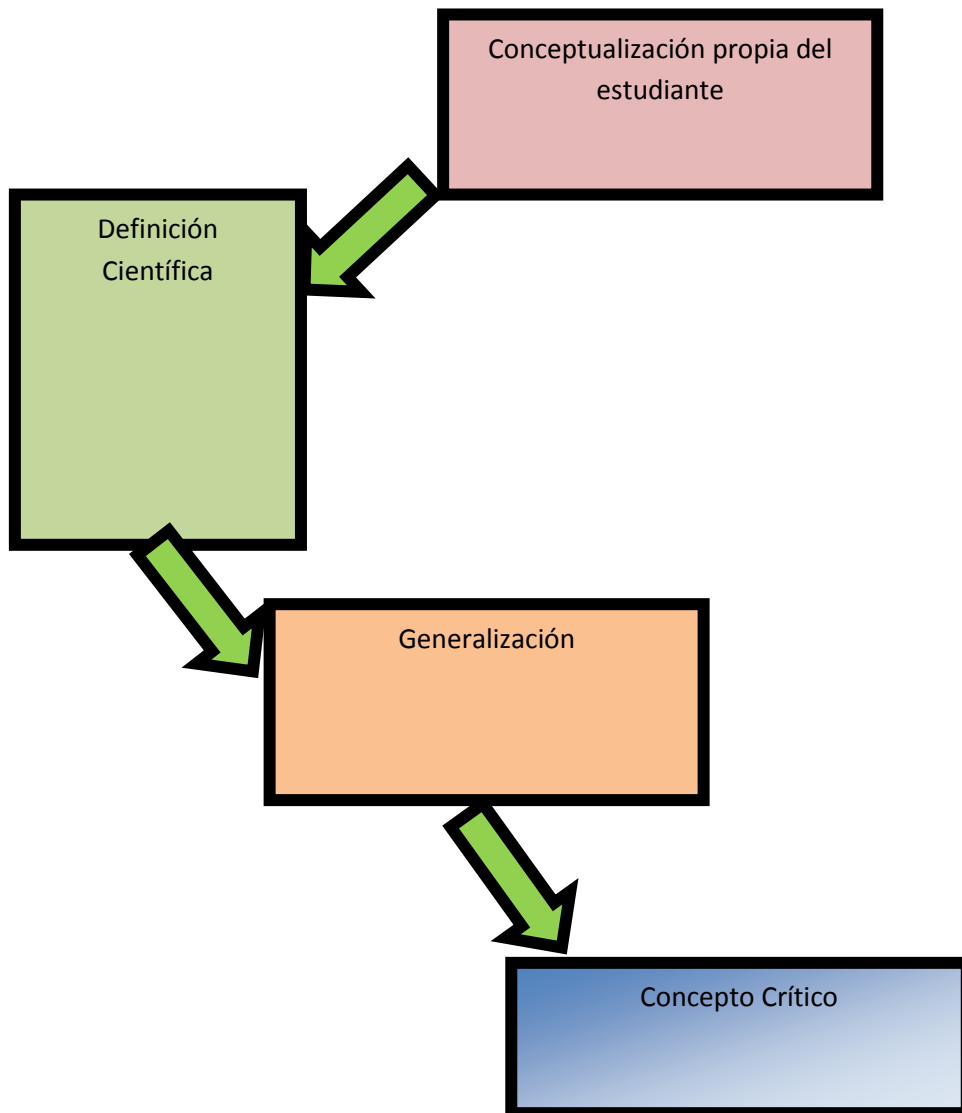 Conceptualización propia del
estudiante
Definición
Científica
Generalización
Concepto Crítico